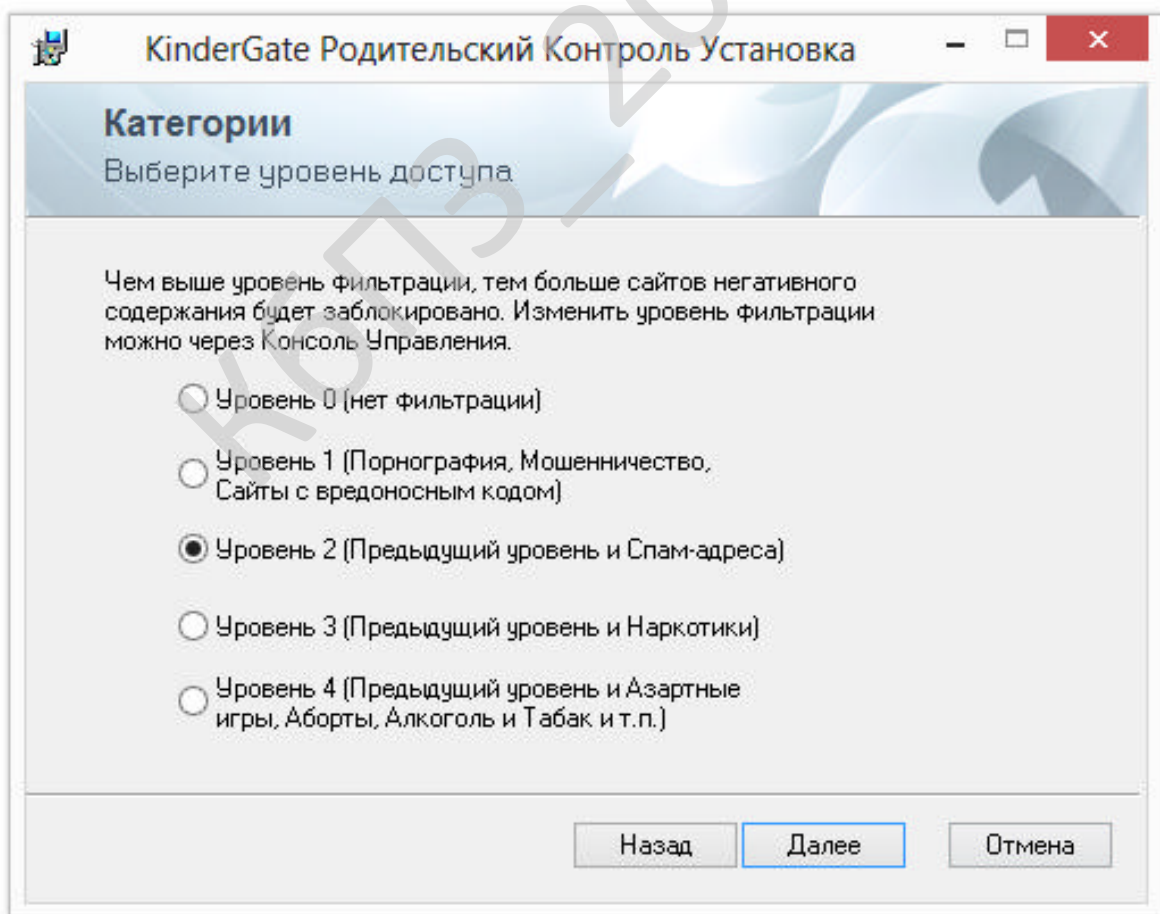 KinderGate Родительский Контроль Установка
Категории
Выберите уровень доступа
Чем выше уровень фильтрации, тем больше сайтов негативного
содержания будет заблокировано. Изменить уровень фильтрации
можно через Консоль Управления.
Уровень 0 (нет фильтрации)
Уровень 1 (Порнография, Мошенничество,
Сайты с вредоносным кодом)
Уровень 2 (Предыдущий уровень и Спам-адреса)
Уровень 3 (Предыдущий уровень и Наркотики)
Уровень 4 (Предыдущий уровень и Азартные
игры, Аборты, Алкоголь и Табак и т.п.)
Назад Далее Отмена